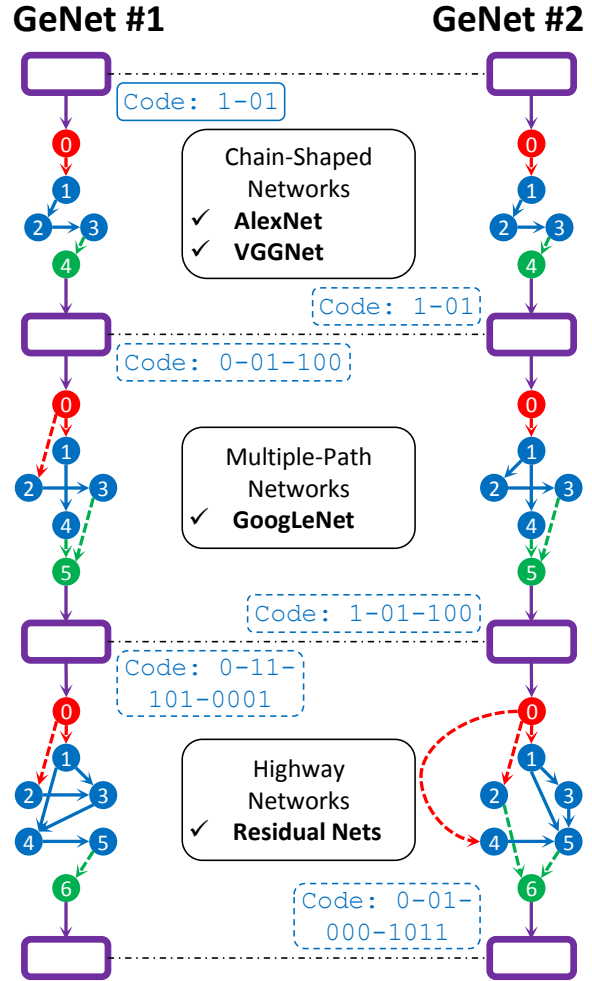 GeNet #1
GeNet #2
Code: 1-01
0
0
Chain-Shaped
Networks
✓ AlexNet
✓ VGGNet
1
1
2 3
2 3
4
4
Code: 1-01
Code: 0-01-100
0
0
Multiple-Path
Networks
✓ GoogLeNet
1
1
2 3
2 3
4
4
5
5
Code: 1-01-100
Code: 0-11-
101-0001
0
0
Highway
Networks
✓ Residual Nets
1
1
2 3
2 3
4 5
4 5
6
6
Code: 0-01-
000-1011